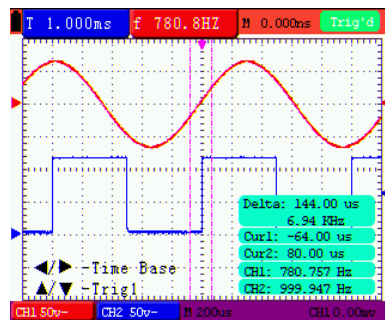 T 1.000ms f 780.8HZ M 0.000ns Trig'd
Delta: 144.00 us
6.94 KHz
Cur1: -64.00 us
Cur2: 80.00 us
CH1: 780.757 Hz
CH2: 999.947 Hz
◀/▶ -Time Base
▲/▼ -Trig1
CH1 50v~ CH2 50v~ M 200us CH1 0.00mv